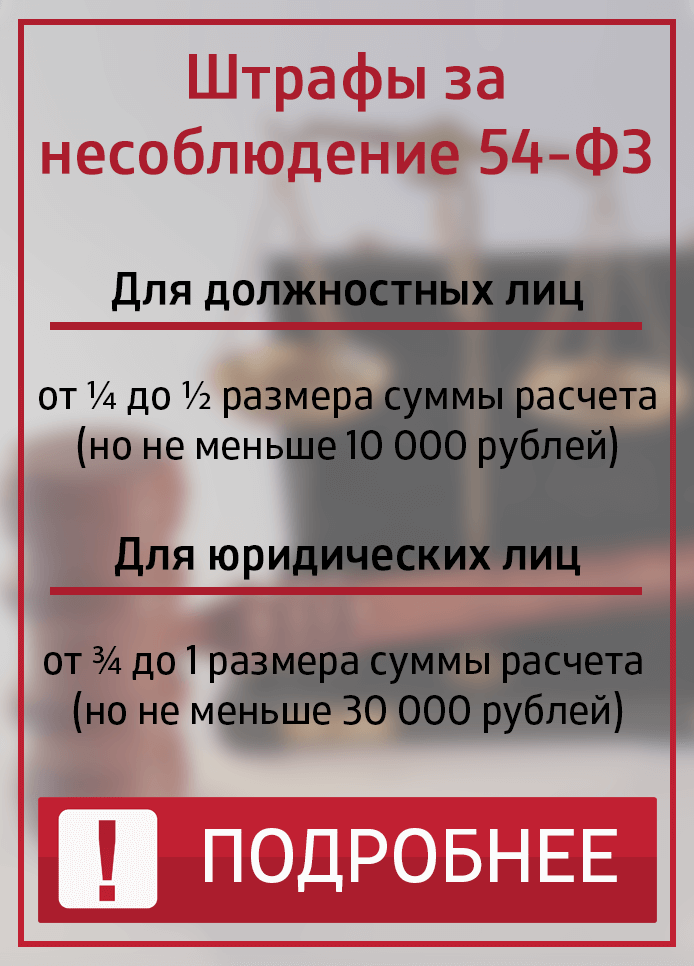 Штрафы за
несоблюдение 54-ФЗ
Для должностных лиц
от ¼ до ½ размера суммы расчета
(но не меньше 10 000 рублей)
Для юридических лиц
от ¾ до 1 размера суммы расчета
(но не меньше 30 000 рублей)
! ПОДРОБНЕЕ